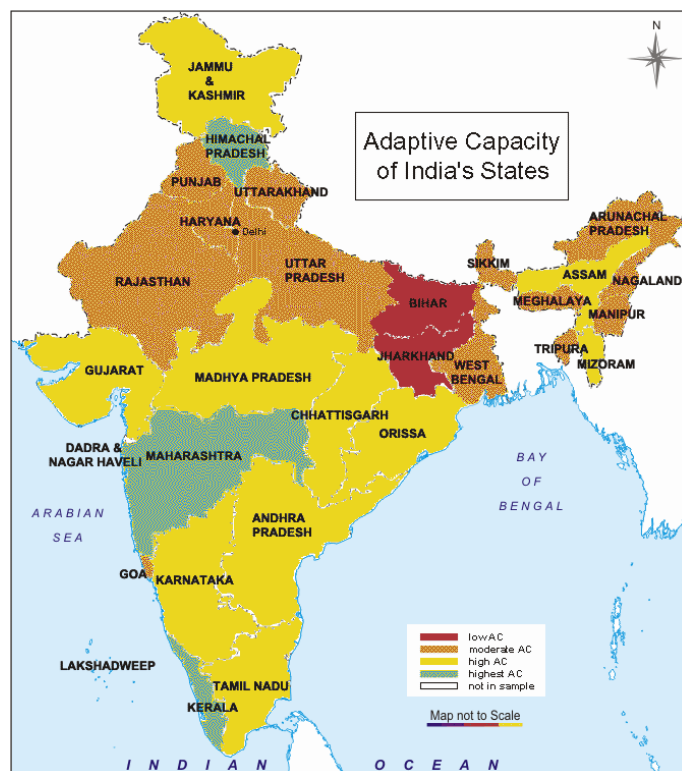 N
JAMMU
&
KASHMIR
Adaptive Capacity
of India's States
HIMACHAL
PRADESH
PUNJAB
UTTARAKHAND
HARYANA
Delhi
ARUNACHAL
PRADESH
SIKKIM
UTTAR
PRADESH
RAJASTHAN
ASSAM
NAGALAND
BIHAR
MEGHALAYA
MANIPUR
TRIPURA
JHARKHAND
MIZORAM
WEST
BENGAL
GUJARAT
MADHYA PRADESH
CHHATTISGARH
ORISSA
DADRA &
NAGAR HAVELI
MAHARASHTRA
BAY
OF
BENGAL
ARABIAN
SEA
ANDHRA
PRADESH
GOA
KARNATAKA
low AC
moderate AC
high AC
highest AC
not in sample
LAKSHADWEEP
TAMIL NADU
KERALA
Map not to Scale
INDIAN OCEAN